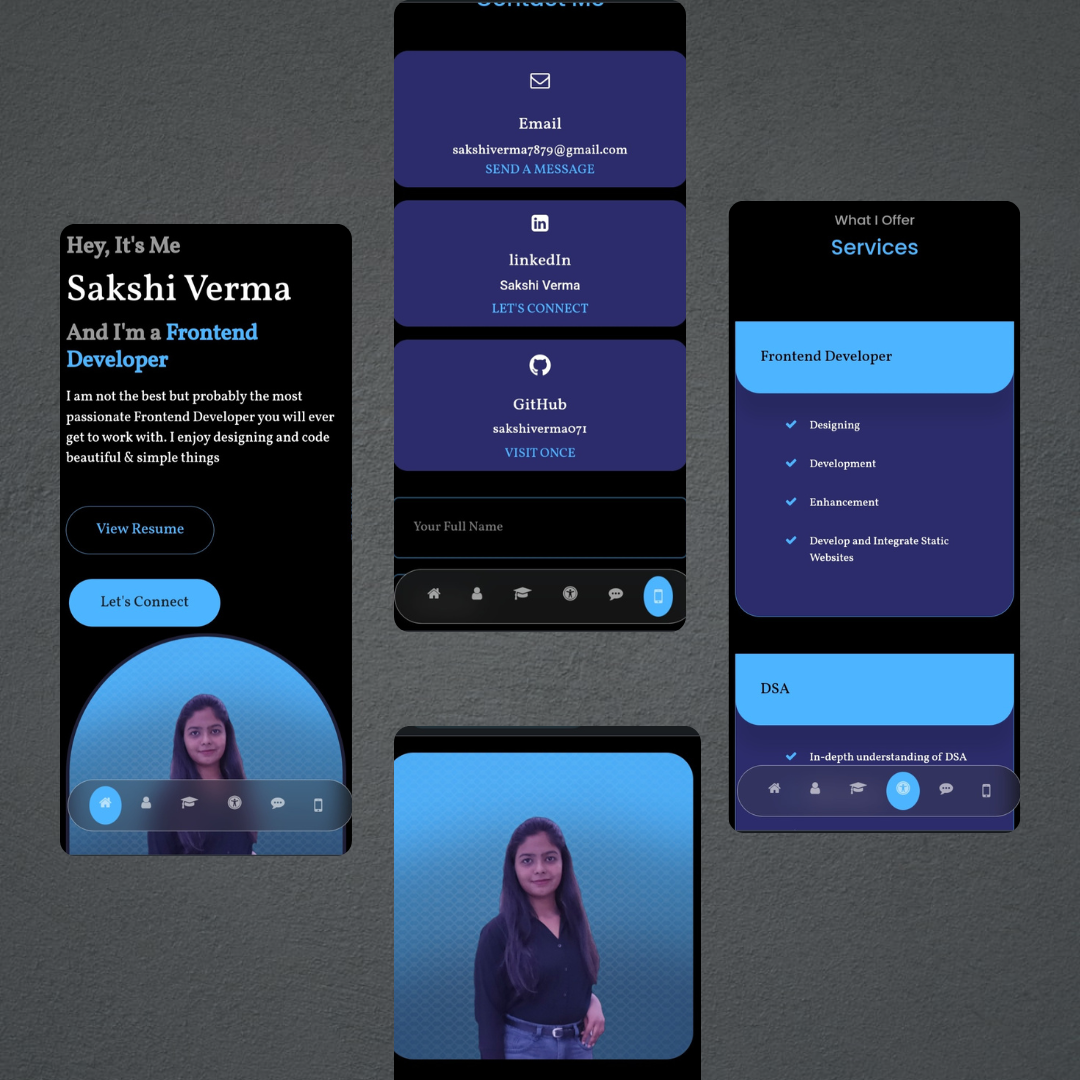 Hey, It's Me
Sakshi Verma
And I'm a Frontend
Developer
I am not the best but probably the most
passionate Frontend Developer you will ever
get to work with. I enjoy designing and code
beautiful & simple things
View Resume
Let's Connect
Contact Me
Email
sakshiverma7879@gmail.com
SEND A MESSAGE
linkedIn
Sakshi Verma
LET'S CONNECT
GitHub
sakshiverma071
VISIT ONCE
Your Full Name
What I Offer
Services
Frontend Developer
Designing
Development
Enhancement
Develop and Integrate Static
Websites
DSA
In-depth understanding of DSA